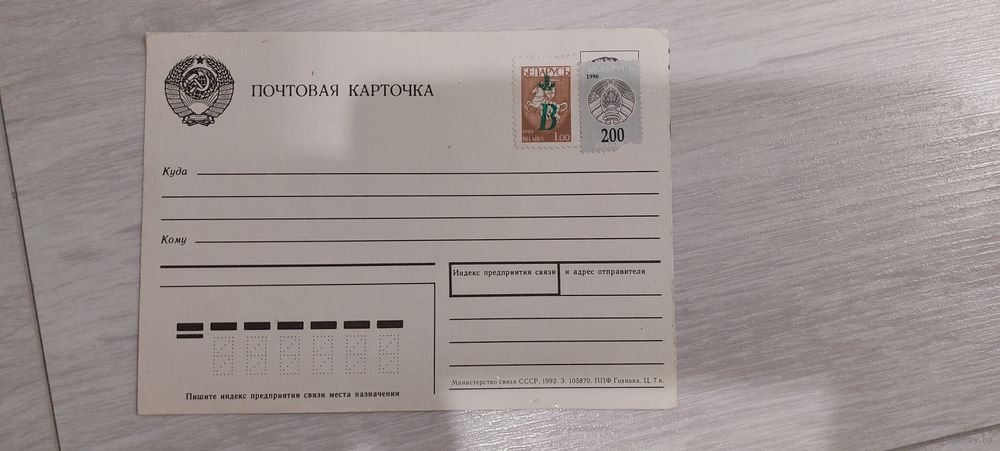 ПОЧТОВАЯ КАРТОЧКА
БЕЛАРУСЬ
В
1992
1.00
BELARUS
1996
200
Куда
Кому
Индекс предприятия связи и адрес отправителя
Министерство связи СССР, 1992. З. 105870. ППФ Гознака. Ц. 7 к.
Пишите индекс предприятия связи места назначения